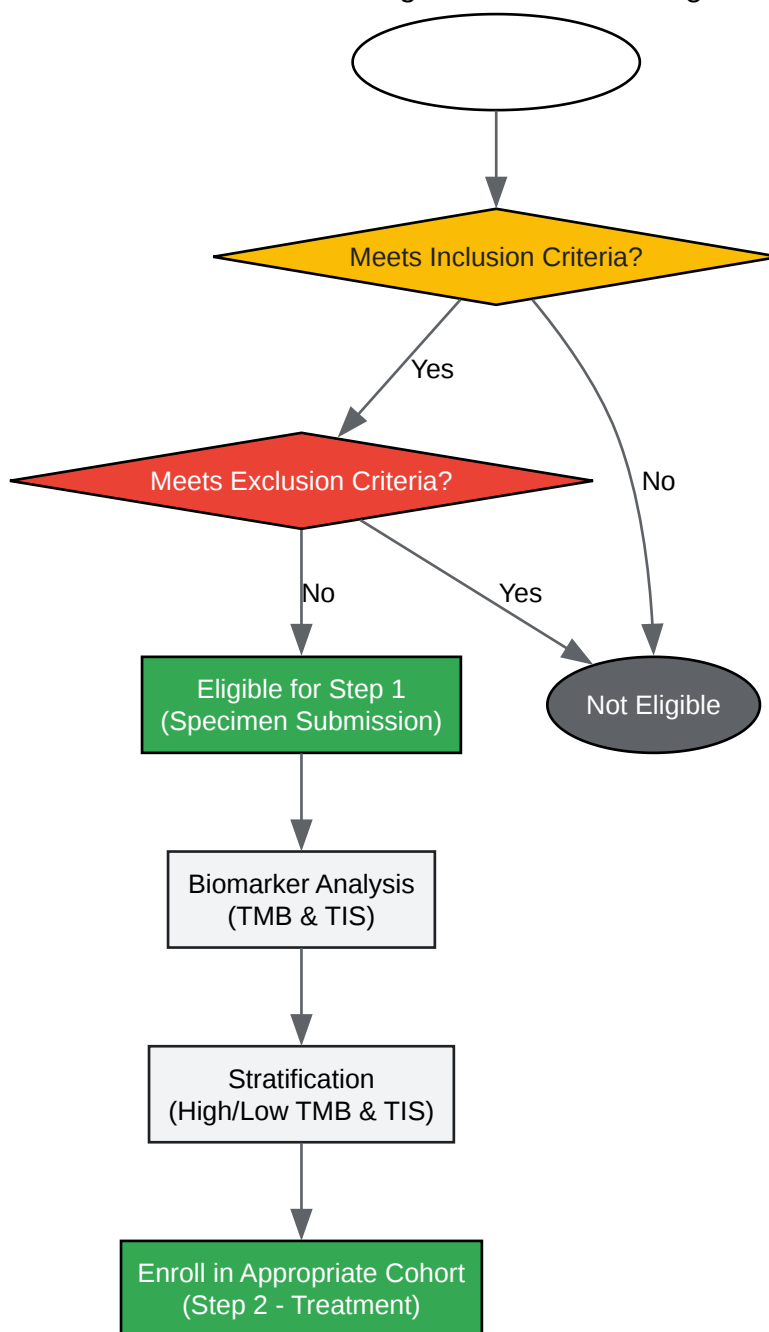 Meets Inclusion Criteria?
Yes
Meets Exclusion Criteria?
No
No
Yes
Eligible for Step 1
(Specimen Submission)
Not Eligible
Biomarker Analysis
(TMB & TIS)
Stratification
(High/Low TMB & TIS)
Enroll in Appropriate Cohort
(Step 2 - Treatment)